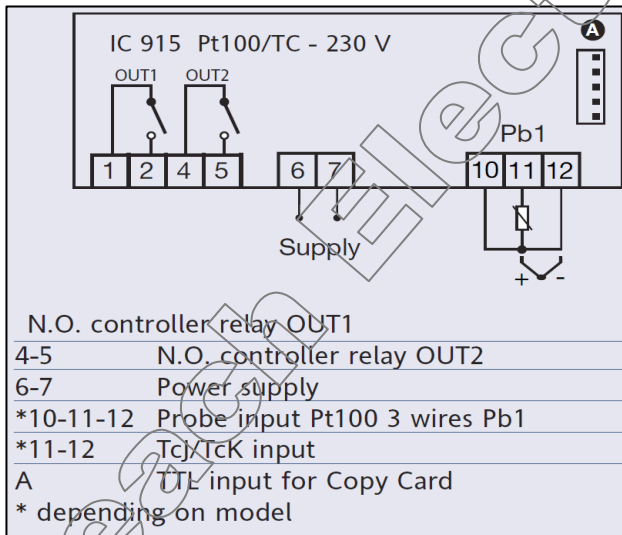 IC 915 Pt100/TC - 230 V
A
OUT1 OUT2
Pb1
1 2 4 5 6 7 10 11 12
Supply
+ -
N.O. controller relay OUT1
4-5 N.O. controller relay OUT2
6-7 Power supply
*10-11-12 Probe input Pt100 3 wires Pb1
*11-12 TcJ/TcK input
A TTL input for Copy Card
* depending on model
each Elec